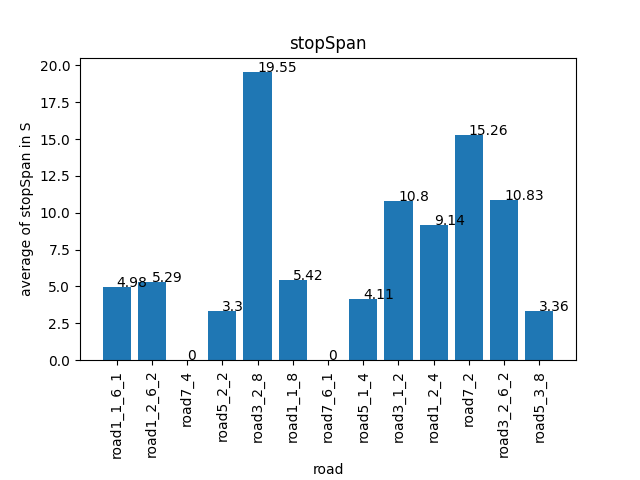 stopSpan
average of stopSpan in S
20.0
17.5
15.0
12.5
10.0
7.5
5.0
2.5
0.0
4.98
5.29
0
3.3
19.55
5.42
0
4.11
10.8
9.14
15.26
10.83
3.36
road1_1_6_1
road1_2_6_2
road7_4
road5_2_2
road3_2_8
road1_1_8
road7_6_1
road5_1_4
road3_1_2
road1_2_4
road7_2
road3_2_6_2
road5_3_8
road